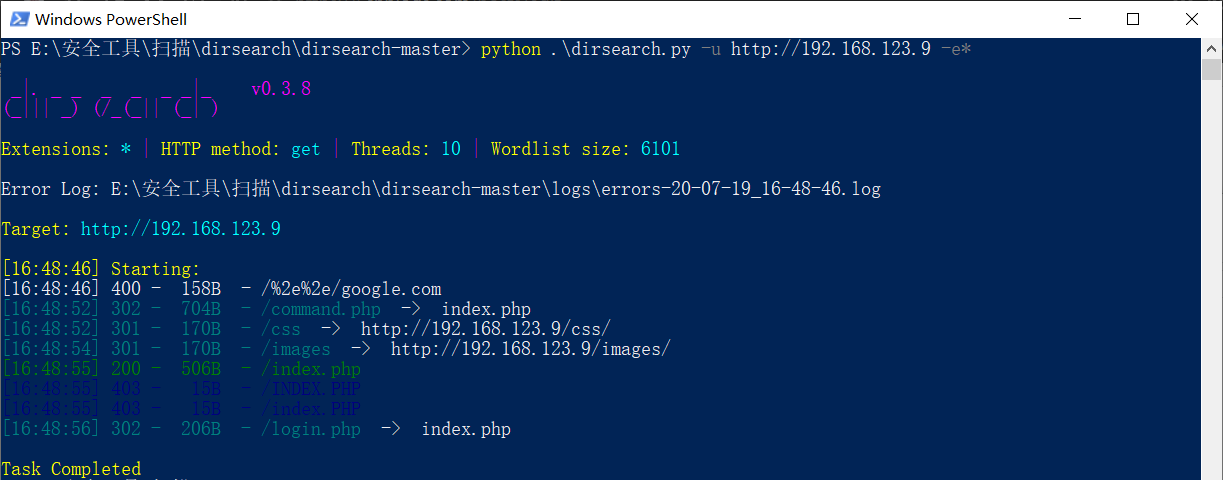 Windows PowerShell
PS E:\安全工具\扫描\dirsearch\dirsearch-master> python .\dirsearch.py -u http://192.168.123.9 -e*
 _|. _ _  _  _  _ _|_    v0.3.8
(_||| _) (/_(_|| (_| )
Extensions: * | HTTP method: get | Threads: 10 | Wordlist size: 6101
Error Log: E:\安全工具\扫描\dirsearch\dirsearch-master\logs\errors-20-07-19_16-48-46.log
Target: http://192.168.123.9
[16:48:46] Starting:
[16:48:46] 400 -  158B  - /%2e%2e/google.com
[16:48:52] 302 -  704B  - /command.php  ->  index.php
[16:48:52] 301 -  170B  - /css  ->  http://192.168.123.9/css/
[16:48:54] 301 -  170B  - /images  ->  http://192.168.123.9/images/
[16:48:55] 200 -  506B  - /index.php
[16:48:55] 403 -   15B  - /INDEX.PHP
[16:48:55] 403 -   15B  - /index.PHP
[16:48:56] 302 -  206B  - /login.php  ->  index.php
Task Completed